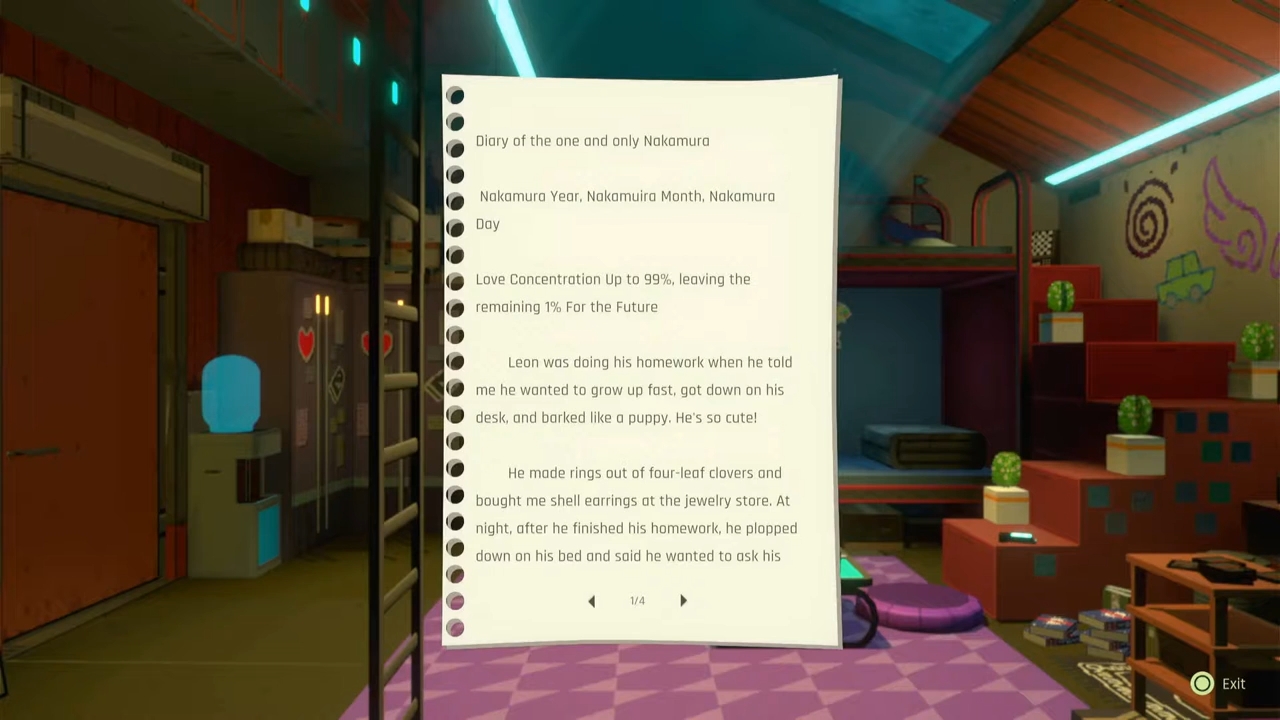 Diary of the one and only Nakamura
Nakamura Year, Nakamuira Month, Nakamura
Day
Love Concentration Up to 99%, leaving the
remaining 1% For the Future
Leon was doing his homework when he told
me he wanted to grow up fast, got down on his
desk, and barked like a puppy. He's so cute!
He made rings out of four-leaf clovers and
bought me shell earrings at the jewelry store. At
night, after he finished his homework, he plopped
down on his bed and said he wanted to ask his
1/4
Exit